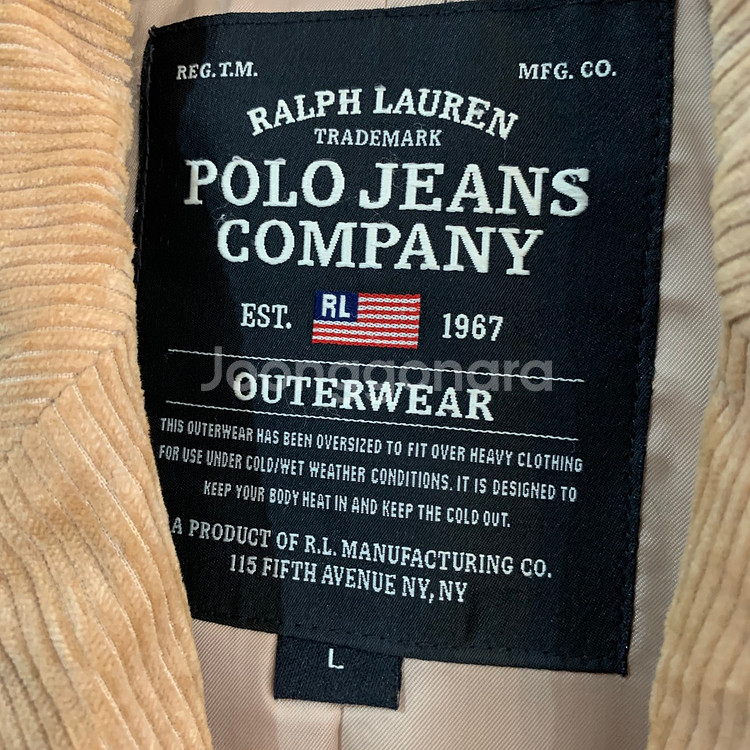 REG. T.M. MFG. CO.
RALPH LAUREN
TRADEMARK
POLO JEANS
COMPANY
EST. RL 1967
Joonggonara
OUTERWEAR
THIS OUTERWEAR HAS BEEN OVERSIZED TO FIT OVER HEAVY CLOTHING
FOR USE UNDER COLD/WET WEATHER CONDITIONS. IT IS DESIGNED TO
KEEP YOUR BODY HEAT IN AND KEEP THE COLD OUT.
A PRODUCT OF R.L. MANUFACTURING CO.
115 FIFTH AVENUE NY, NY
L